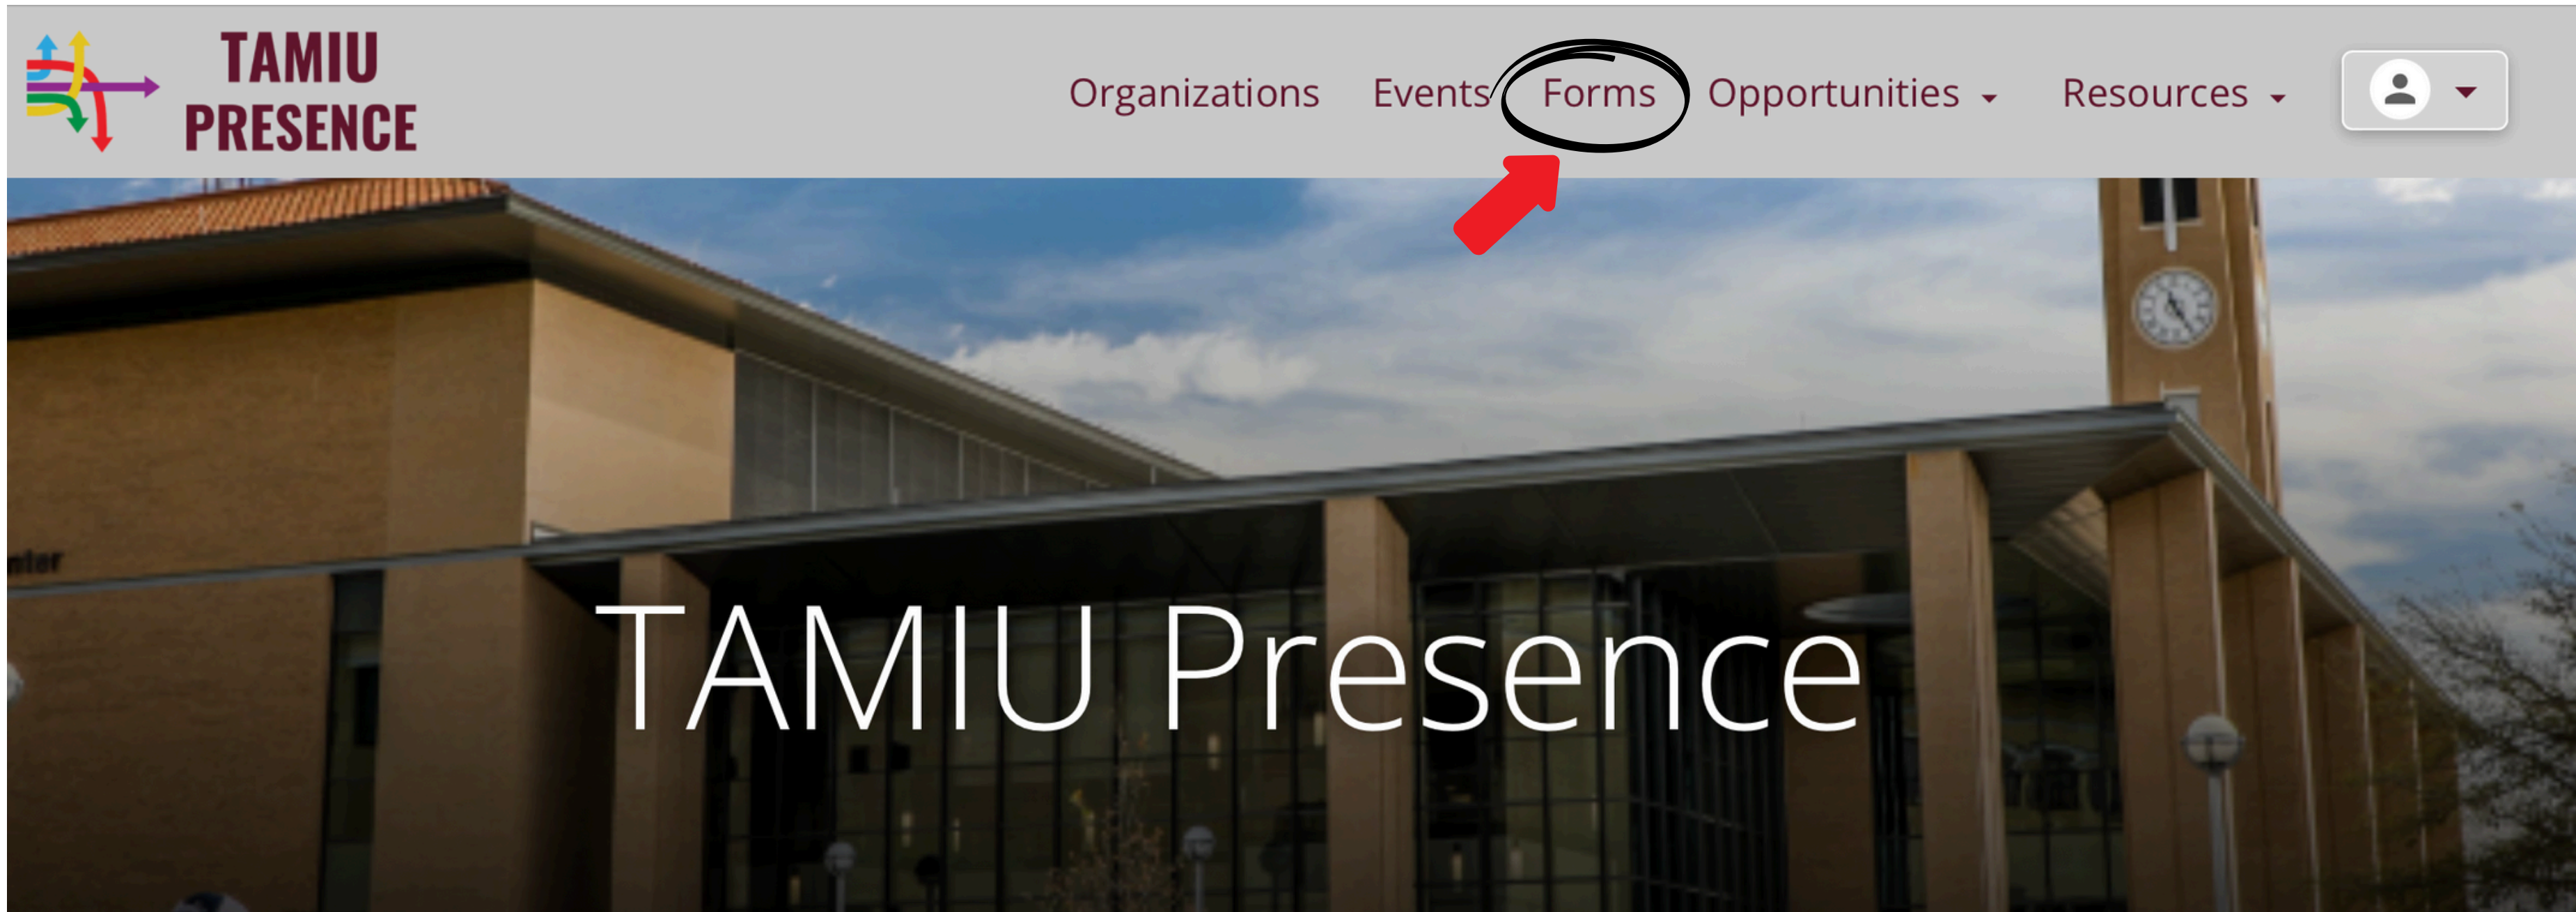 TAMIU
PRESENCE
Organizations Events Forms Opportunities Resources
TAMIU Presence